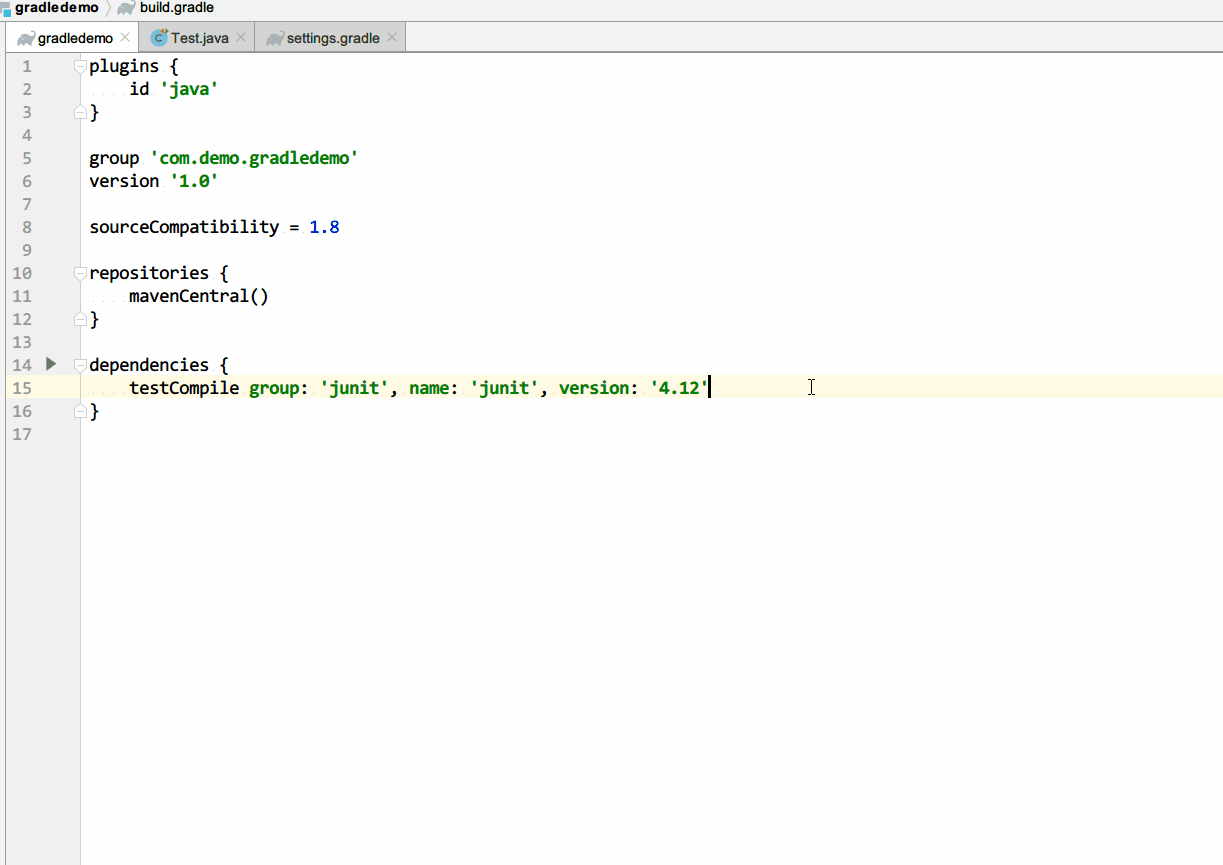 gradledemo build.gradle
gradledemo Test.java settings.gradle
1 plugins {
2     id 'java'
3 }
4
5 group 'com.demo.gradledemo'
6 version '1.0'
7
8 sourceCompatibility = 1.8
9
10 repositories {
11     mavenCentral()
12 }
13
14 dependencies {
15     testCompile group: 'junit', name: 'junit', version: '4.12'
16 }
17